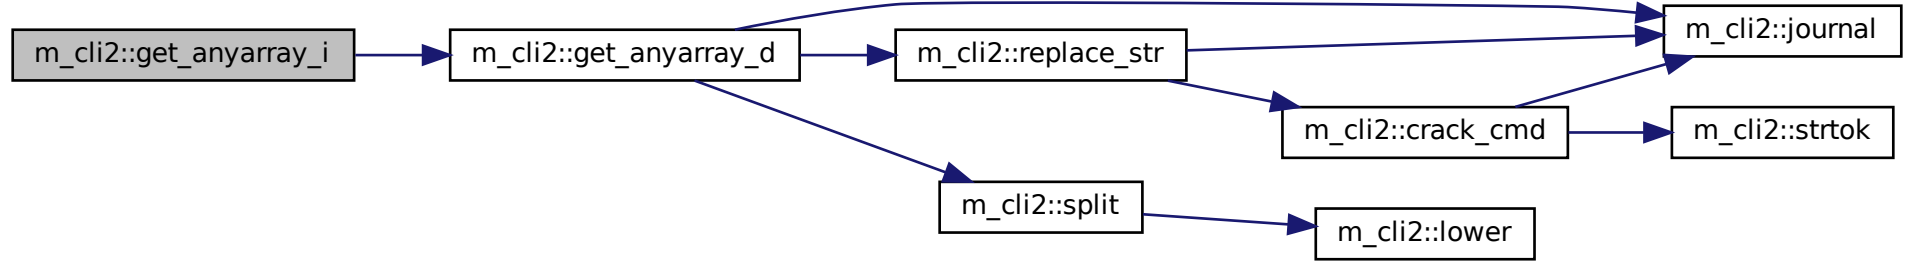 m_cli2::get_anyarray_i
m_cli2::get_anyarray_d
m_cli2::replace_str
m_cli2::journal
m_cli2::crack_cmd
m_cli2::strtok
m_cli2::split
m_cli2::lower